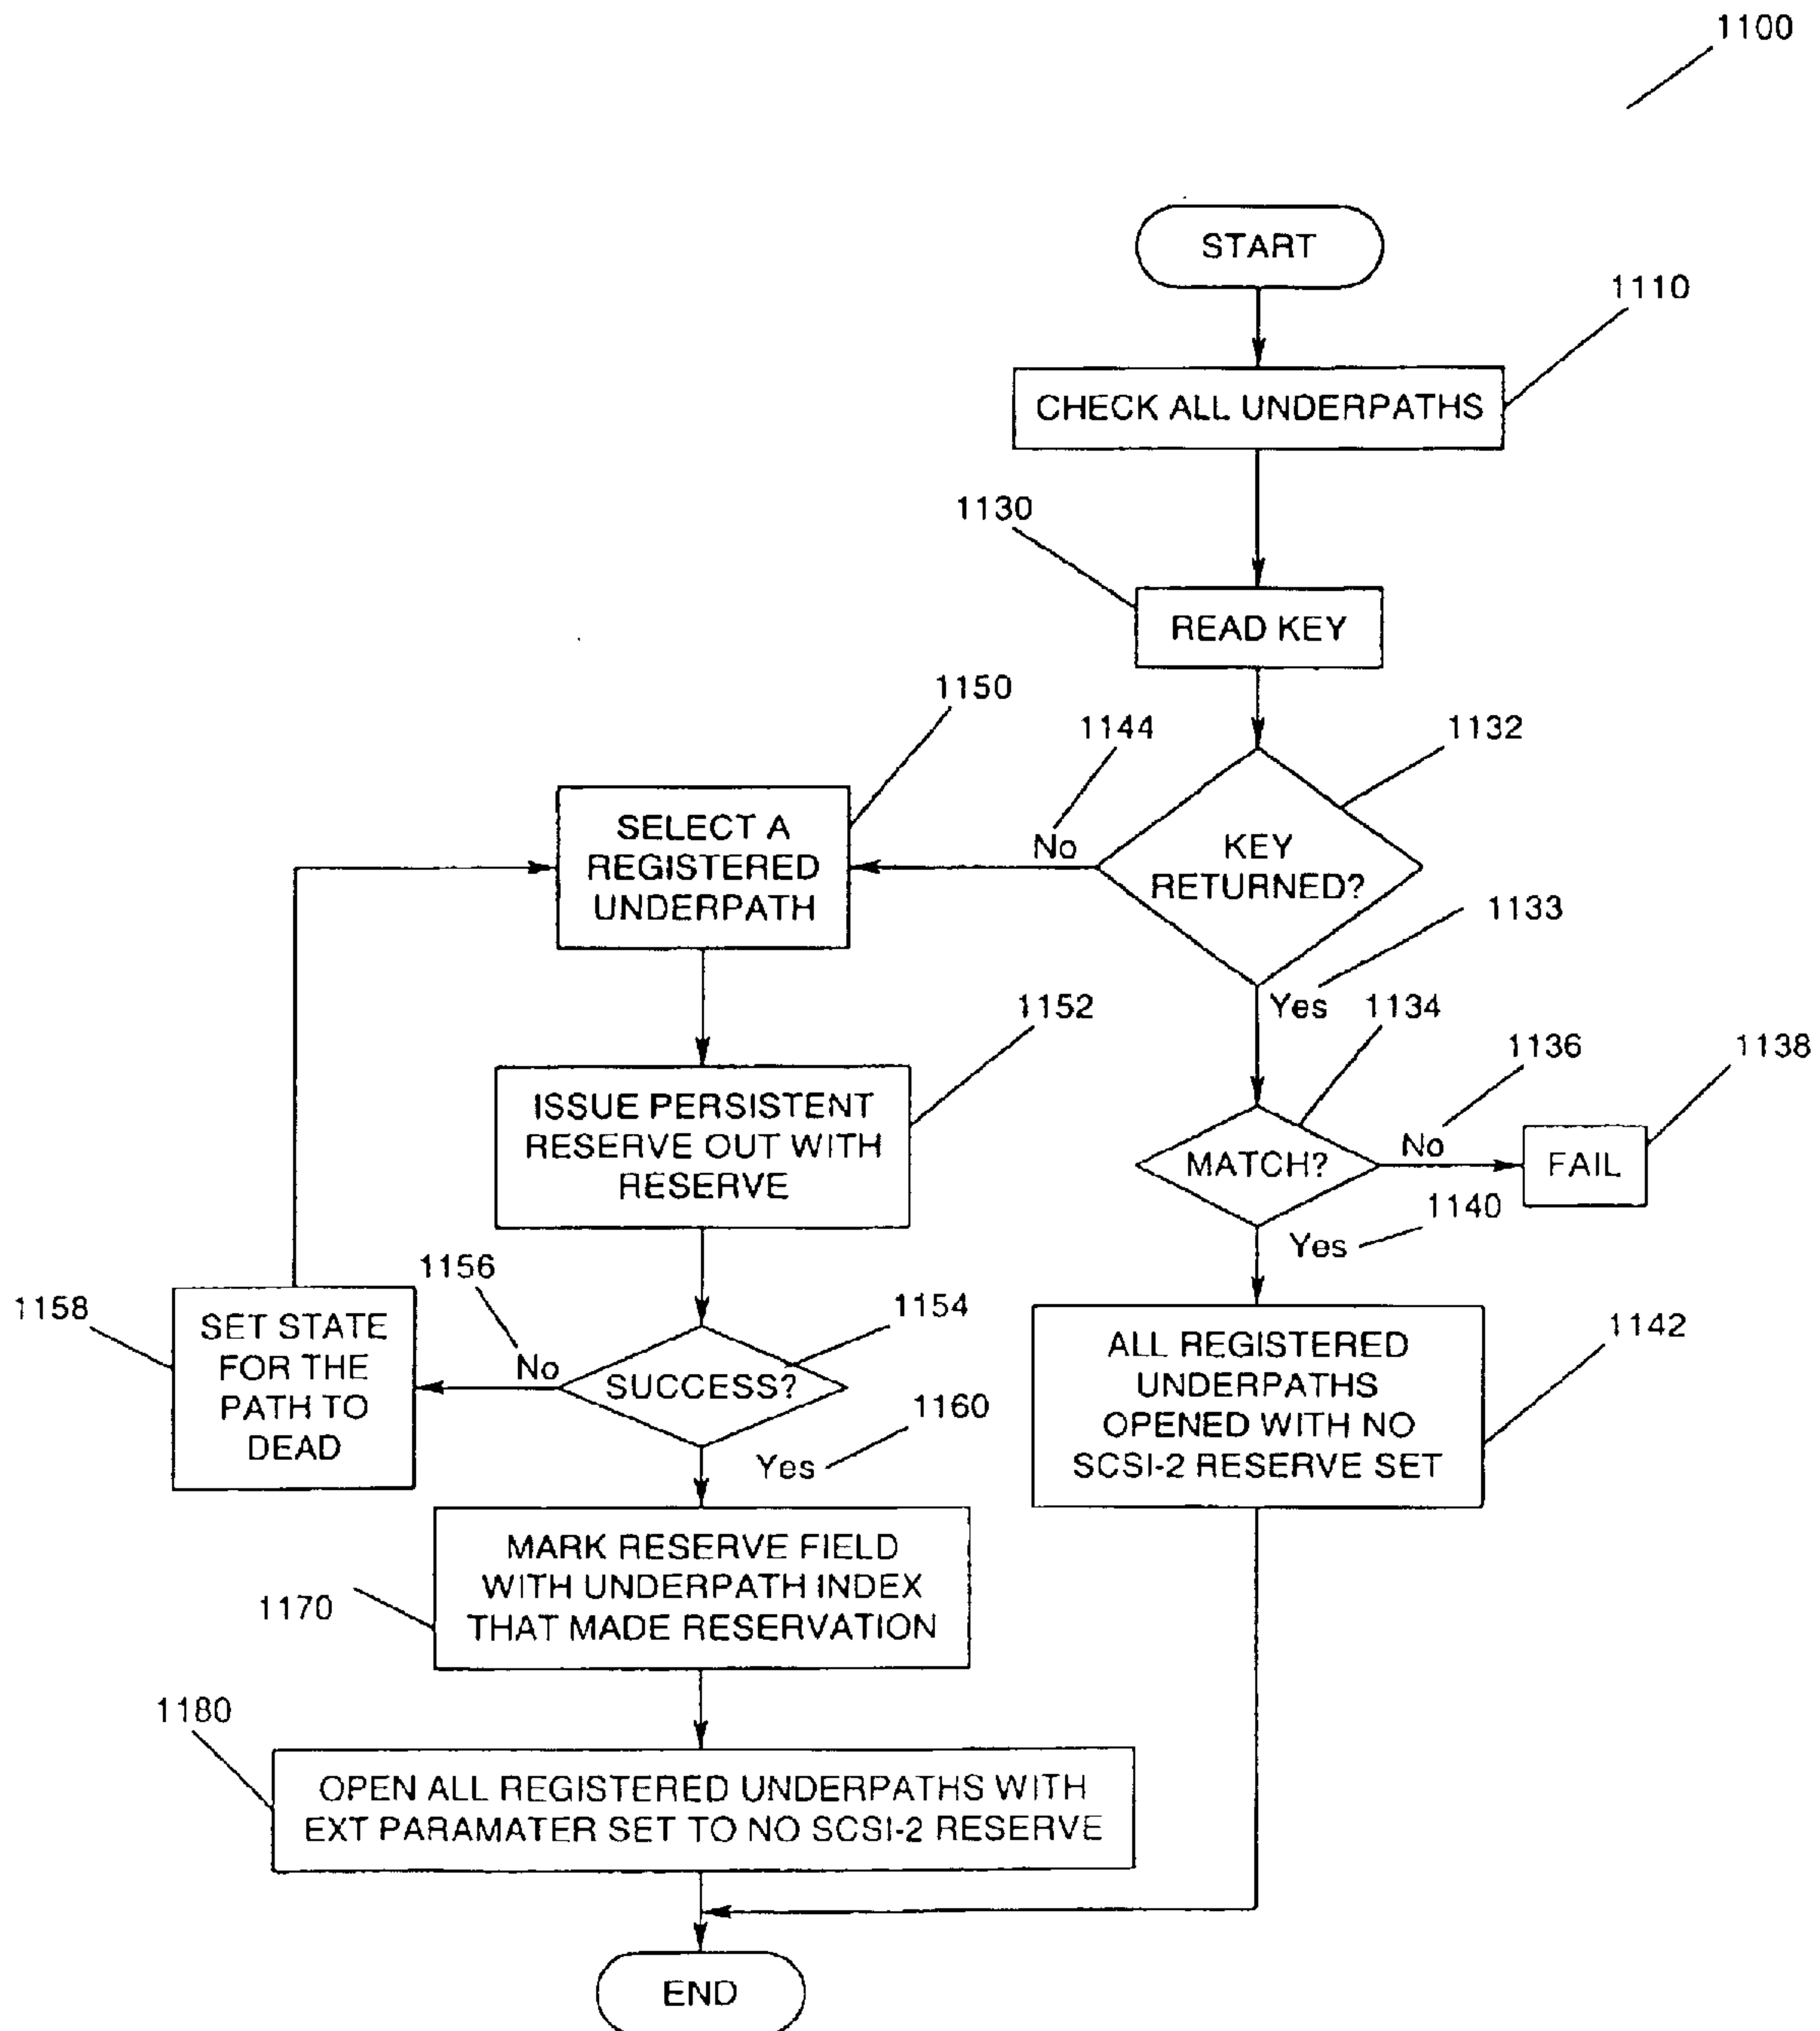 1100
START
1110
CHECK ALL UNDERPATHS
1130
READ KEY
1150
1144
1132
SELECT A
REGISTERED
UNDERPATH
No
KEY
RETURNED?
1133
Yes
1152
1134
1136
1138
ISSUE PERSISTENT
RESERVE OUT WITH
RESERVE
MATCH?
No
FAIL
1140
Yes
1156
1154
1158
SET STATE
FOR THE
PATH TO
DEAD
No
SUCCESS?
1160
Yes
ALL REGISTERED
UNDERPATHS
OPENED WITH NO
SCSI-2 RESERVE SET
1142
MARK RESERVE FIELD
WITH UNDERPATH INDEX
THAT MADE RESERVATION
1170
1180
OPEN ALL REGISTERED UNDERPATHS WITH
EXT PARAMATER SET TO NO SCSI-2 RESERVE
END